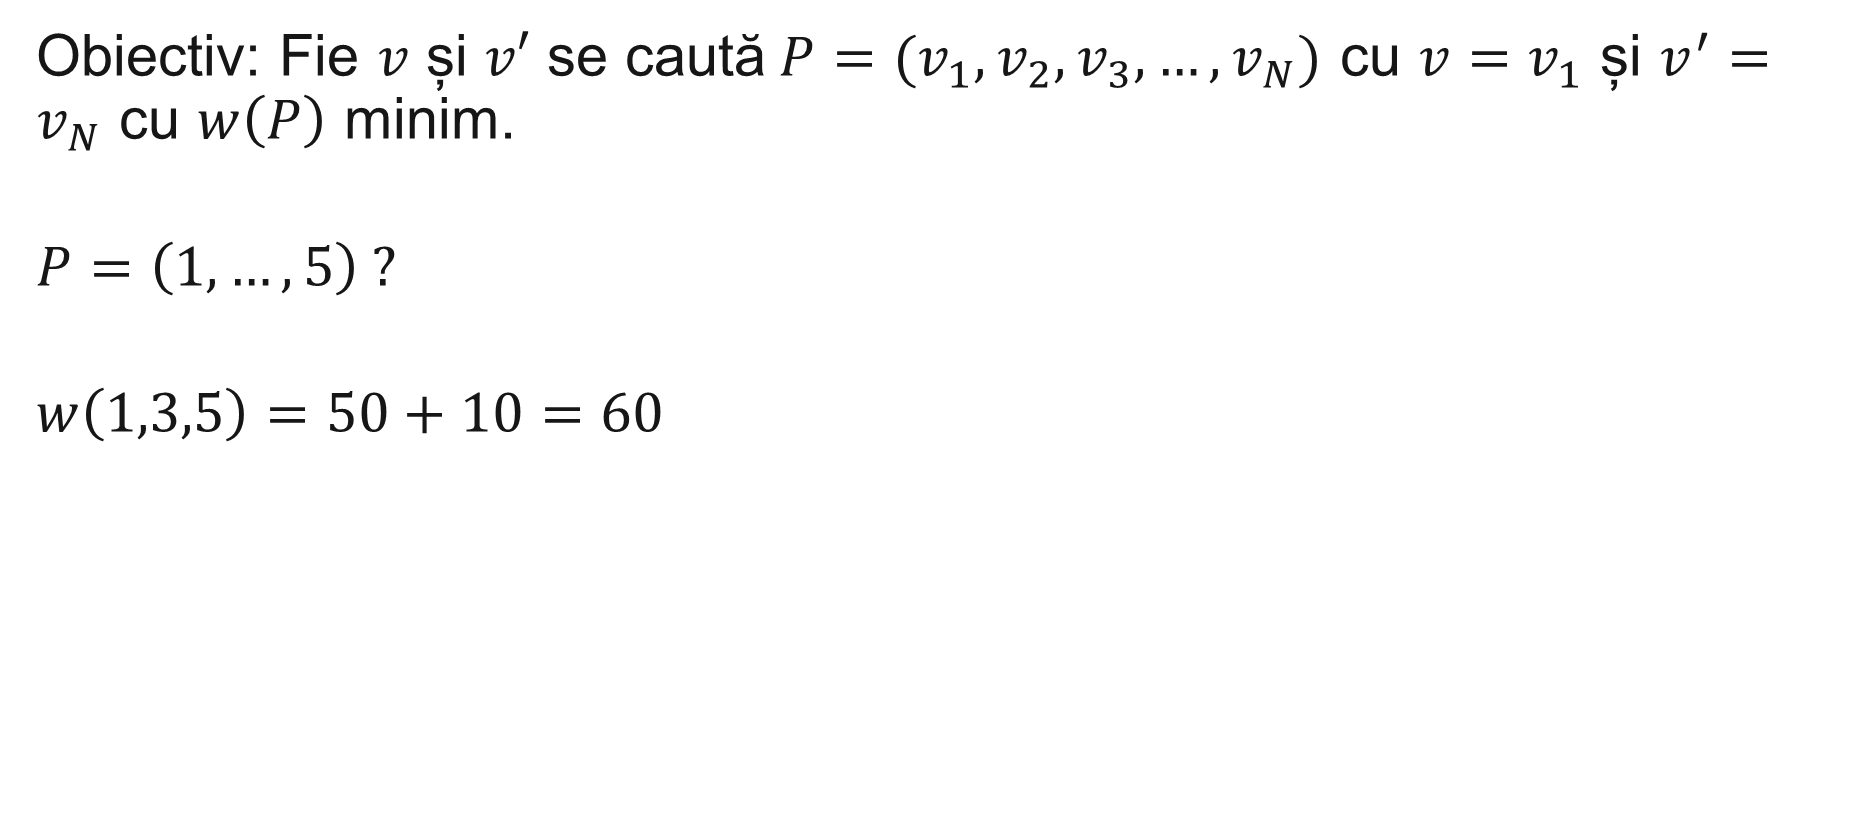 Obiectiv: Fie 𝑣 și 𝑣′ se caută 𝑃 = (𝑣₁, 𝑣₂, 𝑣₃, … , 𝑣_𝑁) cu 𝑣 = 𝑣₁ și 𝑣′ =
𝑣_𝑁 cu 𝑤(𝑃) minim.
𝑃 = (1, … , 5) ?
𝑤(1,3,5) = 50 + 10 = 60